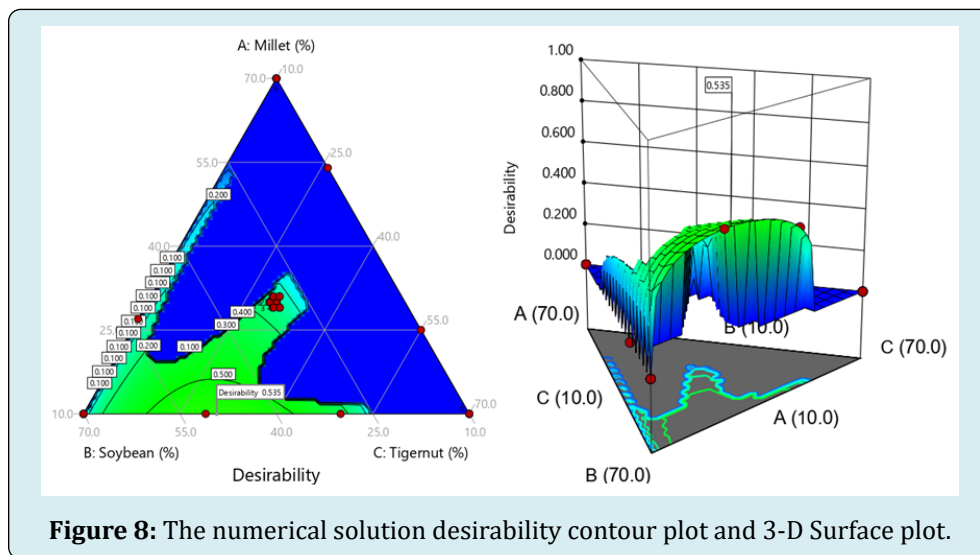 A: Millet (%)
70.0
10.0
55.0
25.0
0.200
40.0
40.0
0.100
0.100
0.100
0.100
0.100
0.100
0.100
0.100
0.100
0.200
0.100
0.400
0.300
25.
55.0
0.500
Desirability 0.535
10.0
70.0
70.0
55.0
40.0
25.0
10.0
B: Soybean (%)
C: Tigernut (%)
Desirability
1.00
0.800
0.600
0.400
0.200
0.000
Desirability
0.535
A (70.0)
B (10.0)
C (70.0)
C (10.0)
A (10.0)
B (70.0)
Figure 8: The numerical solution desirability contour plot and 3-D Surface plot.